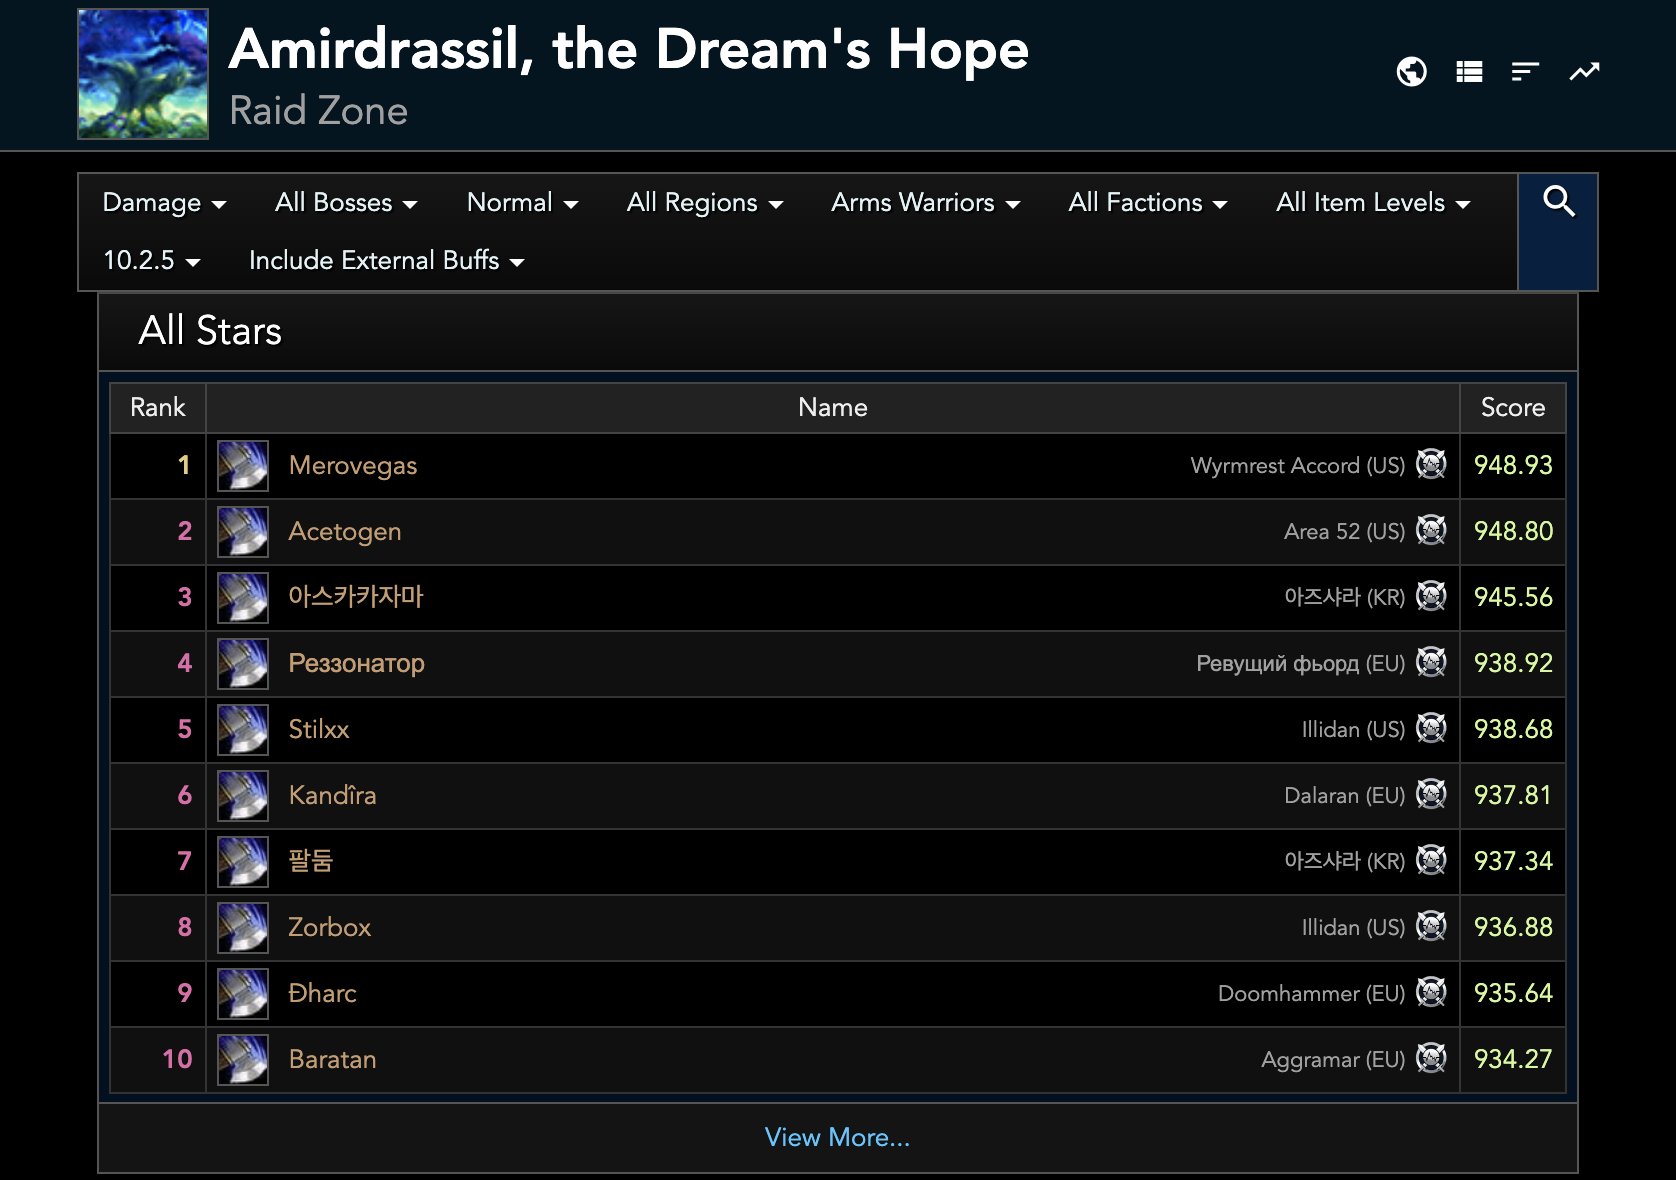 Amirdrassil, the Dream's Hope
Raid Zone
Damage All Bosses Normal All Regions Arms Warriors All Factions All Item Levels
10.2.5 Include External Buffs
All Stars
Rank Name Score
1 Merovegas Wyrmrest Accord (US) 948.93
2 Acetogen Area 52 (US) 948.80
3 아스카카자마 아즈샤라 (KR) 945.56
4 Реззонатор Ревущий фьорд (EU) 938.92
5 Stilxx Illidan (US) 938.68
6 Kandîra Dalaran (EU) 937.81
7 팔둠 아즈샤라 (KR) 937.34
8 Zorbox Illidan (US) 936.88
9 Ðharc Doomhammer (EU) 935.64
10 Baratan Aggramar (EU) 934.27
View More...